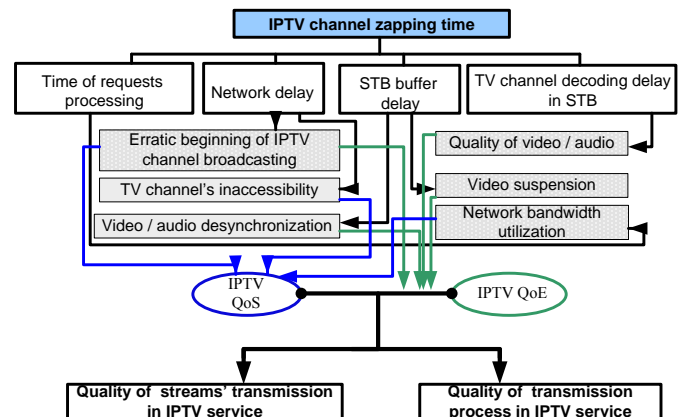 IPTV channel zapping time
Time of requests
processing
Network delay
STB buffer
delay
TV channel decoding delay
in STB
Erratic beginning of IPTV
channel broadcasting
Quality of video / audio
TV channel's inaccessibility
Video suspension
Video / audio desynchronization
Network bandwidth
utilization
IPTV
QoS
IPTV QoE
Quality of streams' transmission
in IPTV service
Quality of transmission
process in IPTV service